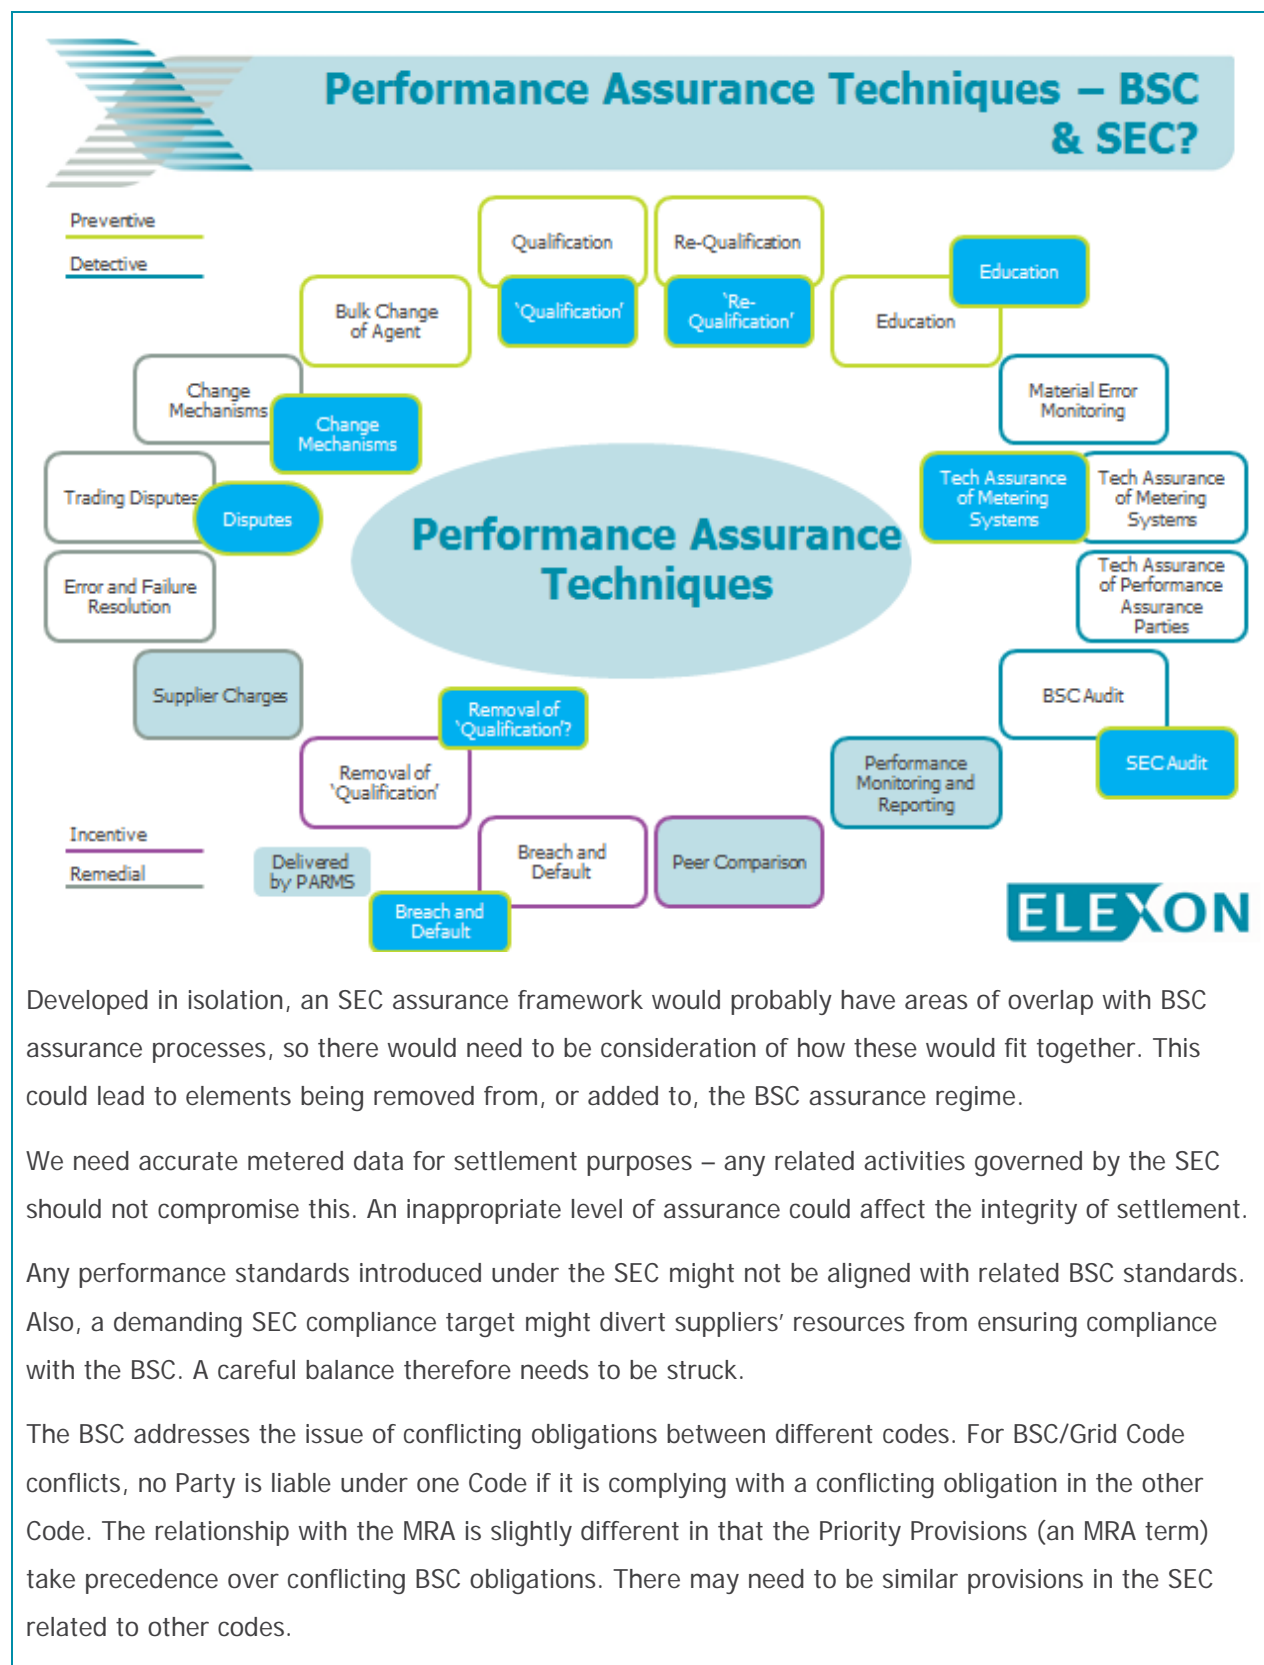 Performance Assurance Techniques – BSC
& SEC?
Preventive
Detective
Qualification
Re-Qualification
Education
‘Qualification’
‘Re-
Qualification’
Bulk Change
of Agent
Education
Change
Mechanisms
Change
Mechanisms
Material Error
Monitoring
Trading Disputes
Disputes
Tech Assurance
of Metering
Systems
Tech Assurance
of Metering
Systems
Performance Assurance
Techniques
Error and Failure
Resolution
Tech Assurance
of Performance
Assurance
Parties
Supplier Charges
Removal of
‘Qualification’?
BSC Audit
SEC Audit
Removal of
‘Qualification’
Performance
Monitoring and
Reporting
Incentive
Remedial
Delivered
by PARMS
Breach and
Default
Peer Comparison
Breach and
Default
ELEXON
Developed in isolation, an SEC assurance framework would probably have areas of overlap with BSC
assurance processes, so there would need to be consideration of how these would fit together. This
could lead to elements being removed from, or added to, the BSC assurance regime.
We need accurate metered data for settlement purposes – any related activities governed by the SEC
should not compromise this. An inappropriate level of assurance could affect the integrity of settlement.
Any performance standards introduced under the SEC might not be aligned with related BSC standards.
Also, a demanding SEC compliance target might divert suppliers’ resources from ensuring compliance
with the BSC. A careful balance therefore needs to be struck.
The BSC addresses the issue of conflicting obligations between different codes. For BSC/Grid Code
conflicts, no Party is liable under one Code if it is complying with a conflicting obligation in the other
Code. The relationship with the MRA is slightly different in that the Priority Provisions (an MRA term)
take precedence over conflicting BSC obligations. There may need to be similar provisions in the SEC
related to other codes.